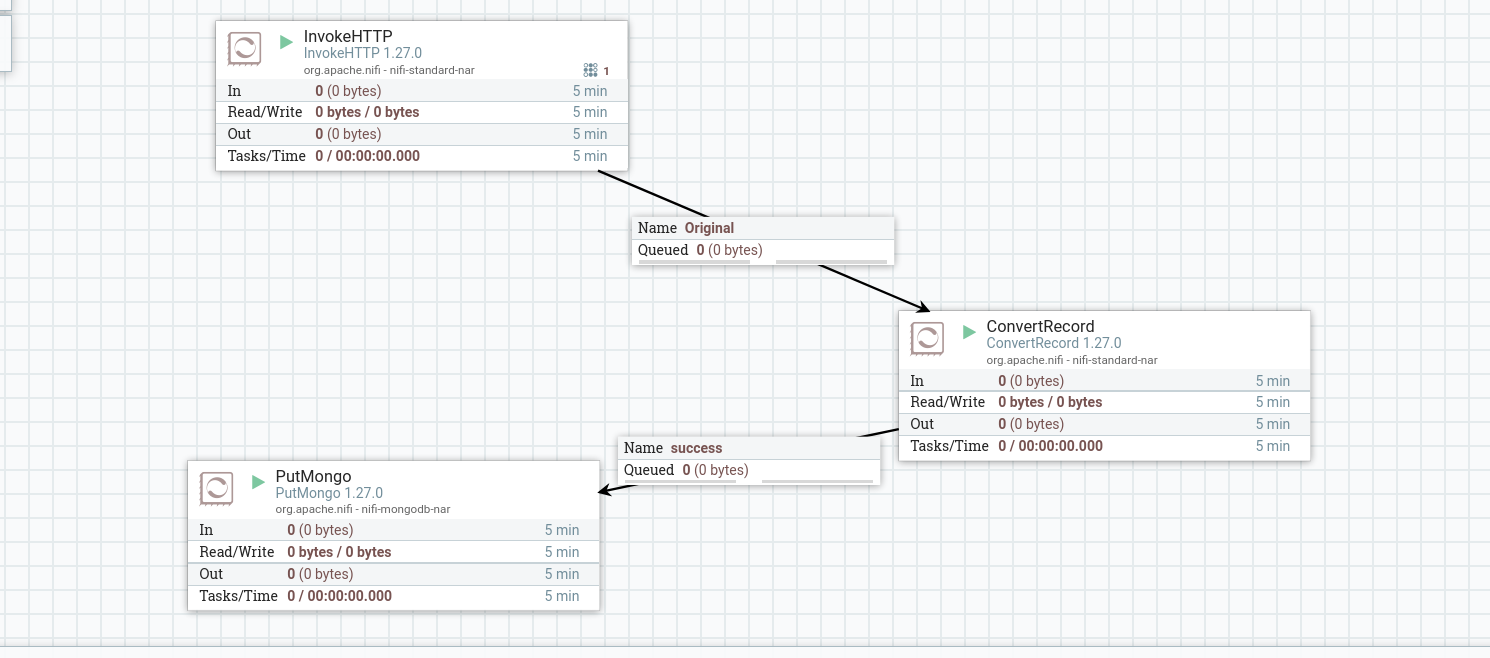 InvokeHTTP
InvokeHTTP 1.27.0
org.apache.nifi - nifi-standard-nar
1
In 0 (0 bytes) 5 min
Read/Write 0 bytes / 0 bytes 5 min
Out 0 (0 bytes) 5 min
Tasks/Time 0 / 00:00:00.000 5 min
Name Original
Queued 0 (0 bytes)
ConvertRecord
ConvertRecord 1.27.0
org.apache.nifi - nifi-standard-nar
In 0 (0 bytes) 5 min
Read/Write 0 bytes / 0 bytes 5 min
Out 0 (0 bytes) 5 min
Tasks/Time 0 / 00:00:00.000 5 min
Name success
Queued 0 (0 bytes)
PutMongo
PutMongo 1.27.0
org.apache.nifi - nifi-mongodb-nar
In 0 (0 bytes) 5 min
Read/Write 0 bytes / 0 bytes 5 min
Out 0 (0 bytes) 5 min
Tasks/Time 0 / 00:00:00.000 5 min